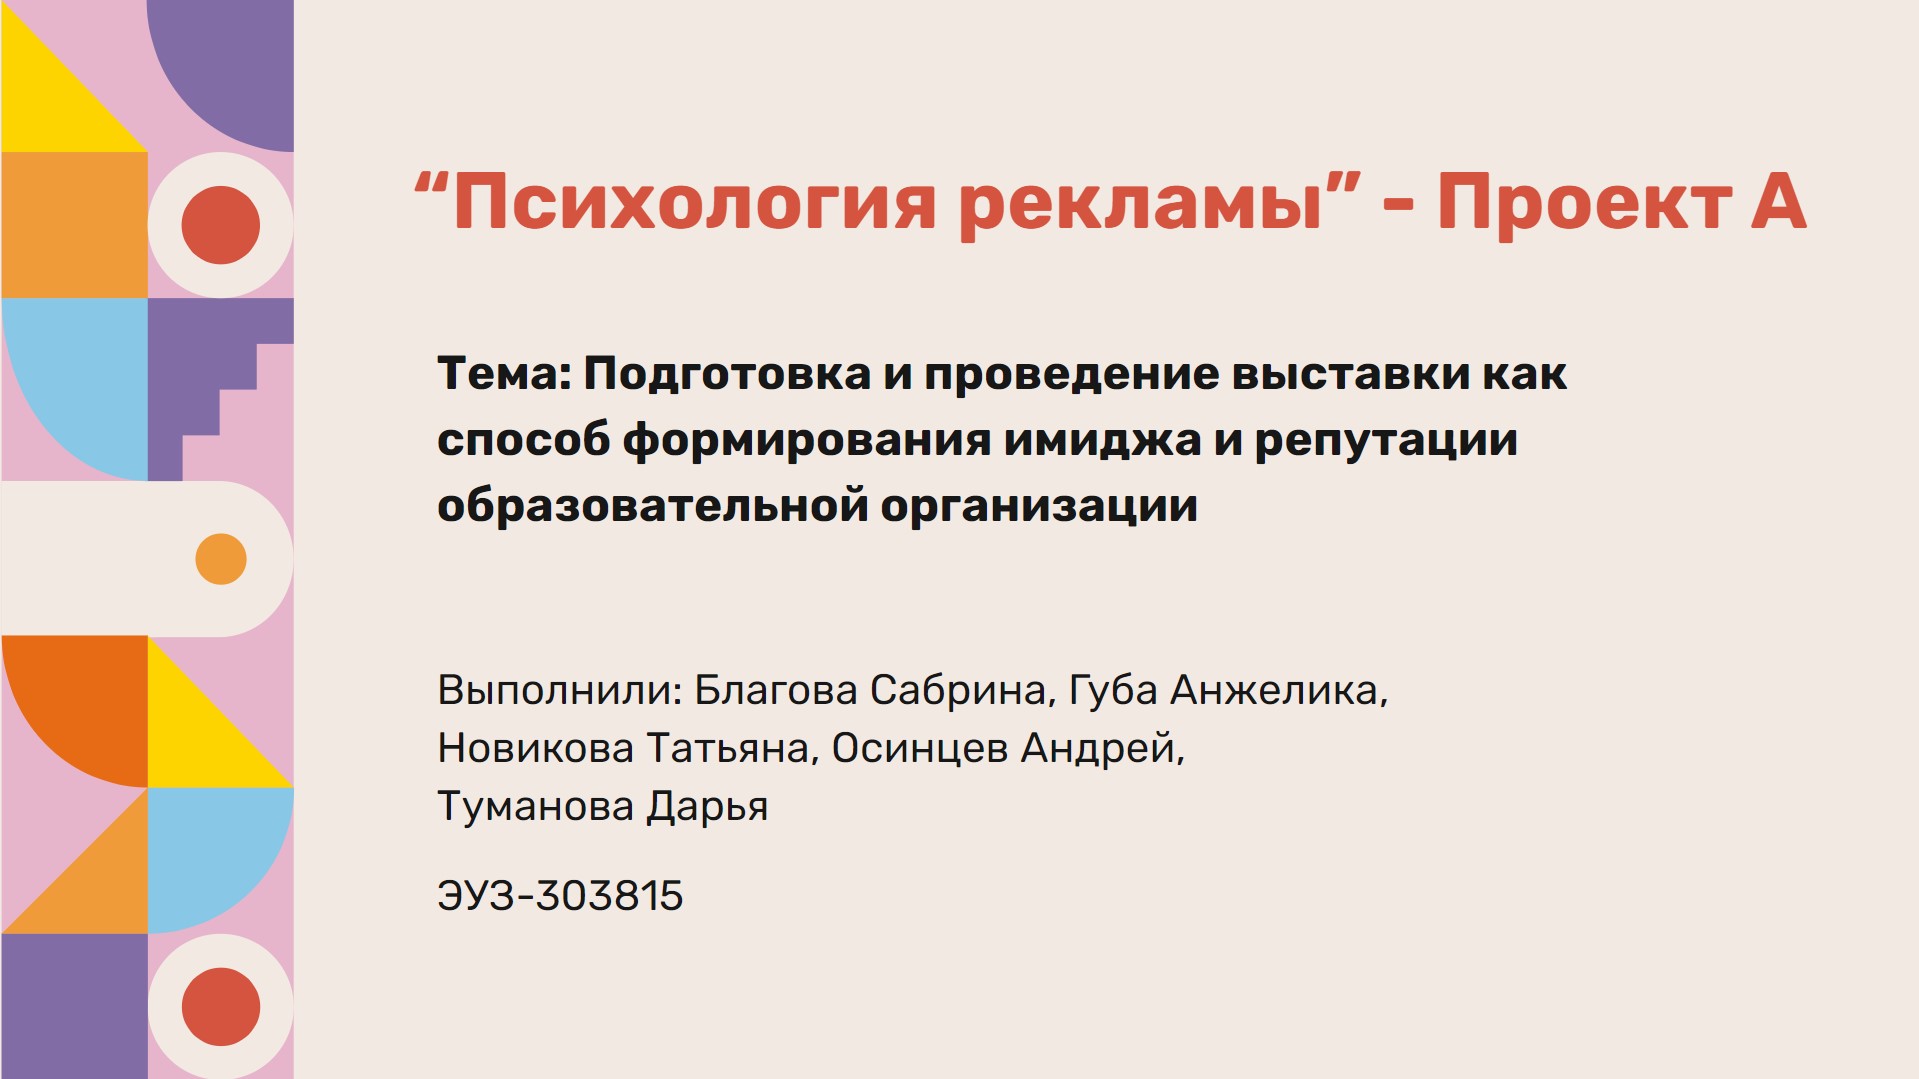 “Психология рекламы” - Проект А
Тема: Подготовка и проведение выставки как
способ формирования имиджа и репутации
образовательной организации
Выполнили: Благова Сабрина, Губа Анжелика,
Новикова Татьяна, Осинцев Андрей,
Туманова Дарья
ЭУЗ-303815